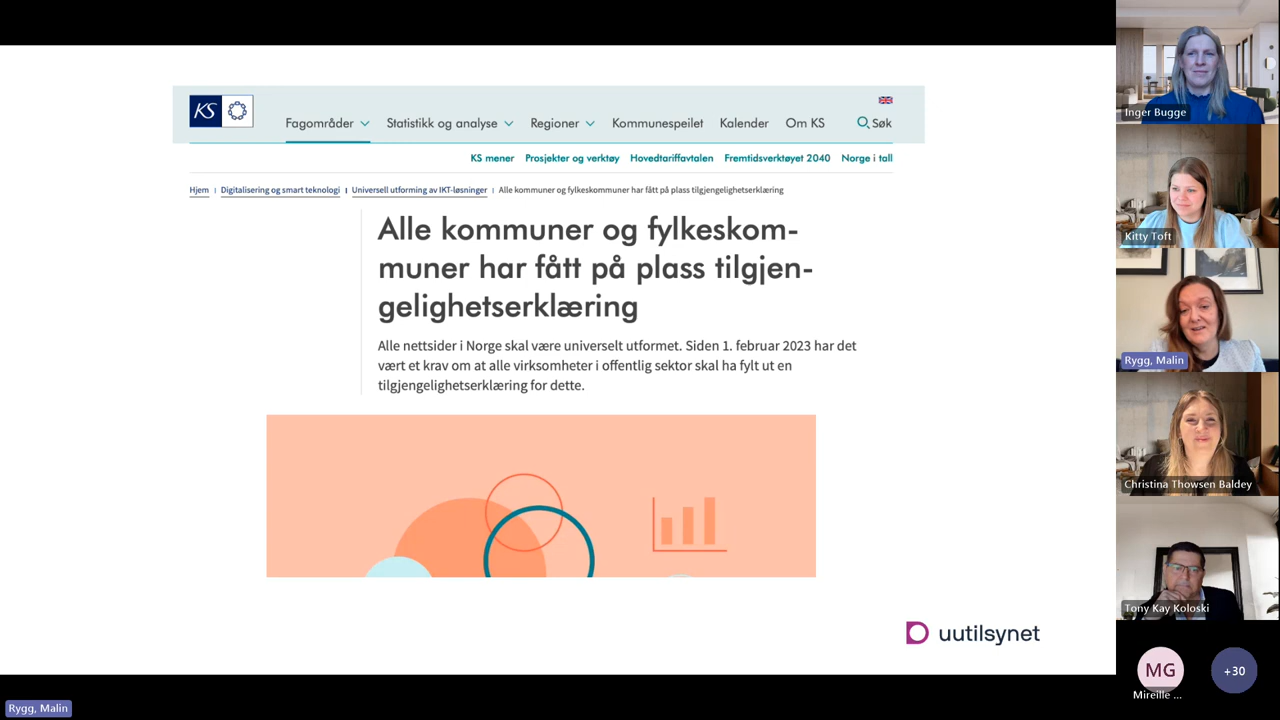 KS
Fagområder
Statistikk og analyse
Regioner
Kommunespeilet
Kalender
Om KS
Søk
KS mener
Prosjekter og verktøy
Hovedtariffavtalen
Fremtidsverktøyet 2040
Norge i tall
Hjem
Digitalisering og smart teknologi
Universell utforming av IKT-løsninger
Alle kommuner og fylkeskommuner har fått på plass tilgjengelighetserklæring
Alle kommuner og fylkeskom-
muner har fått på plass tilgjen-
gelighetserklæring
Alle nettsider i Norge skal være universelt utformet. Siden 1. februar 2023 har det
vært et krav om at alle virksomheter i offentlig sektor skal ha fylt ut en
tilgjengelighetserklæring for dette.
uutilsynet
Rygg, Malin
Inger Bugge
Kitty Toft
Rygg, Malin
Christina Thowsen Baldey
Tony Kay Koloski
MG
Mireille ...
+30